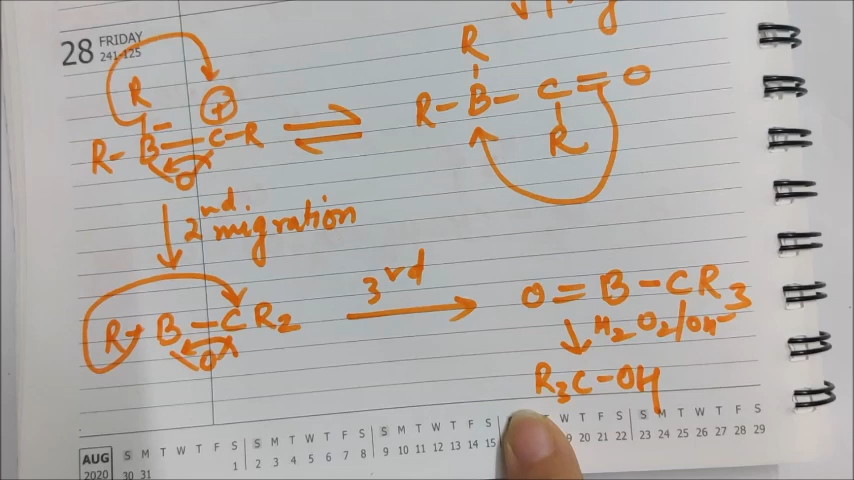 28 FRIDAY
241-125
R
R
R
⊕
R-B-C-R
O
⇌
R-B-C=O
R
2nd.
migration
R-B-CR2
O
3rd
O=B-CR3
H2O2/OH-
R3C-OH
AUG S M T W T F S S M T W T F S S M T W T F S T W T F S S M T W T F S
2020 30 31 1 2 3 4 5 6 7 8 9 10 11 12 13 14 15 19 20 21 22 23 24 25 26 27 28 29